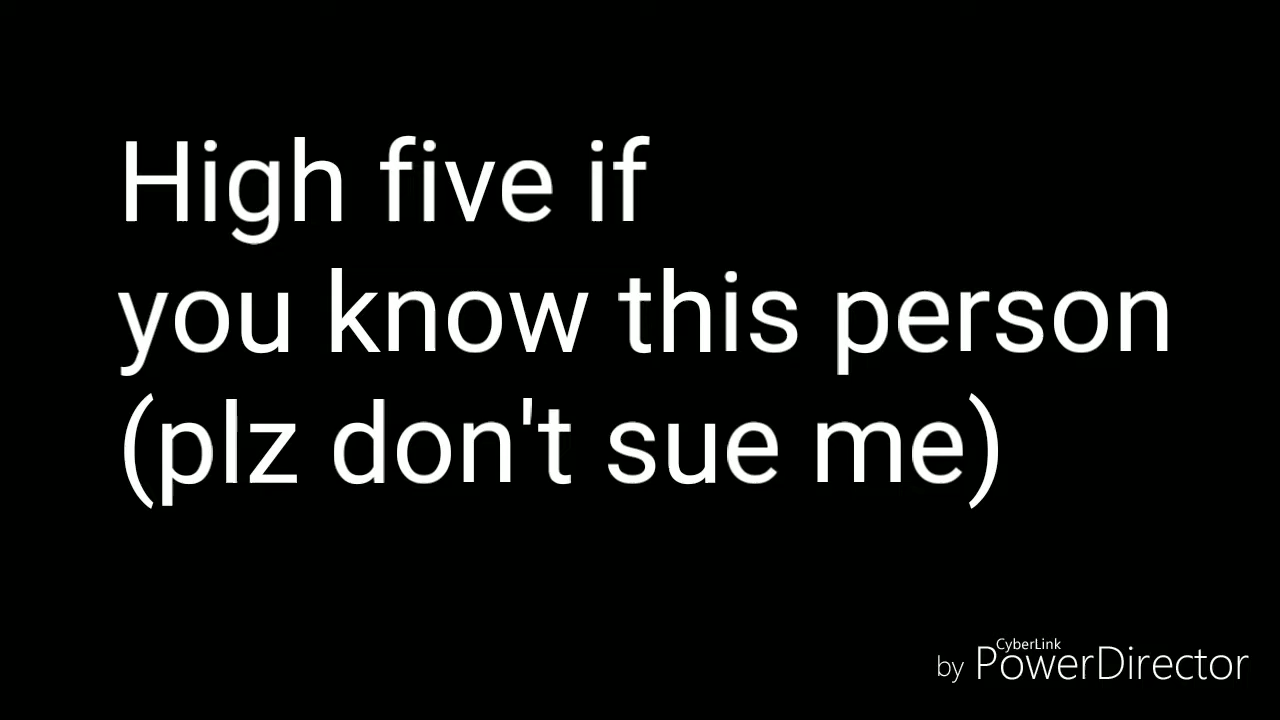 High five if
you know this person
(plz don't sue me)
CyberLink
by PowerDirector